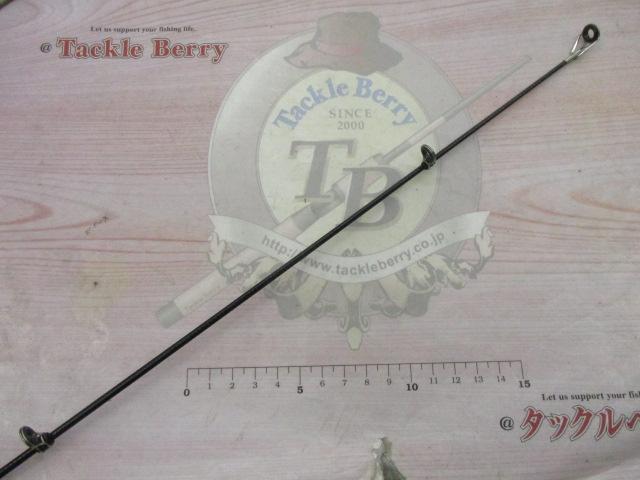 Let us support your fishing life.
@ Tackle Berry
Tackle Berry
SINCE
2000
TB
http://www.tackleberry.co.jp
0 1 2 3 4 5 6 7 8 9 10 11 12 13 14 15
Let us support your fis
@ タックルベ